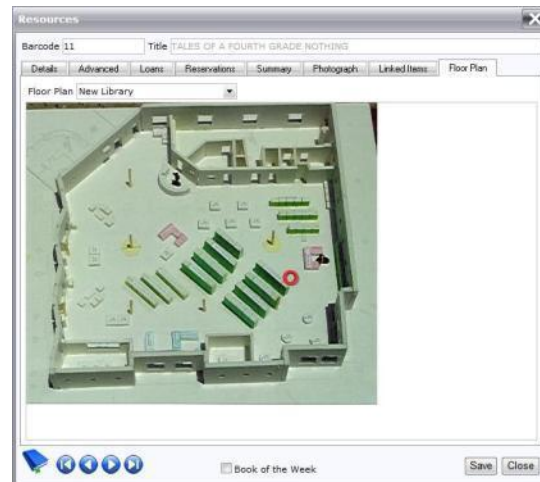 Resources
Barcode 11 Title TALES OF A FOURTH GRADE NOTHING
Details Advanced Loans Reservations Summary Photograph Linked Items Floor Plan
Floor Plan New Library
Book of the Week Save Close